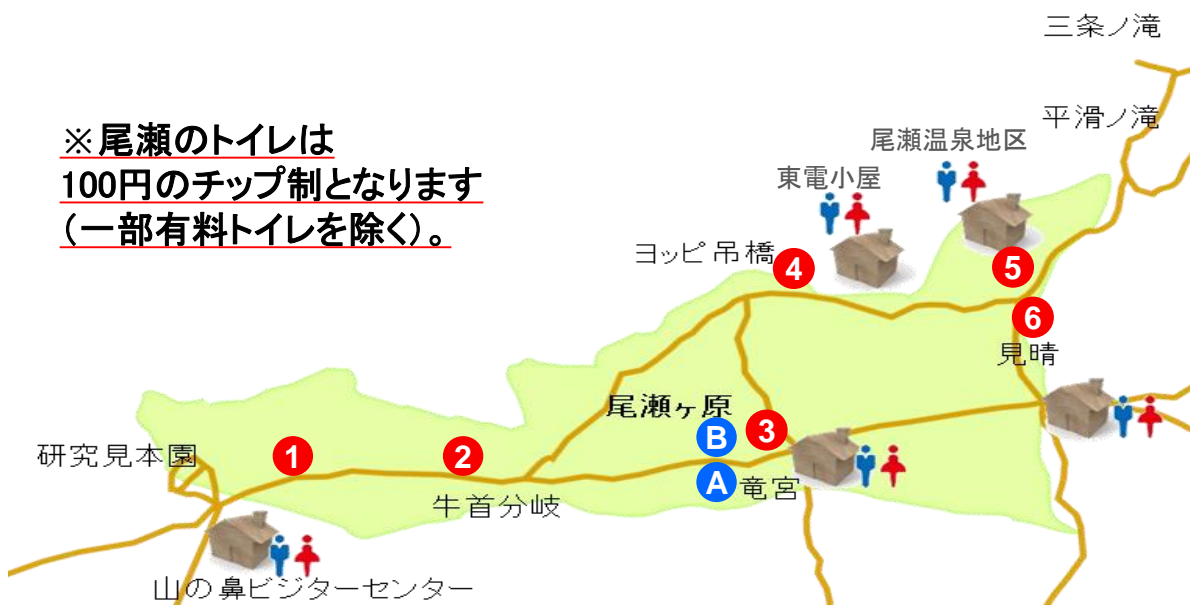 三条ノ滝
平滑ノ滝
※尾瀬のトイレは
100円のチップ制となります
(一部有料トイレを除く)。
尾瀬温泉地区
東電小屋
ヨッピ吊橋
4
5
6
見晴
尾瀬ヶ原
B
3
研究見本園
1
2
A
竜宮
牛首分岐
山の鼻ビジターセンター